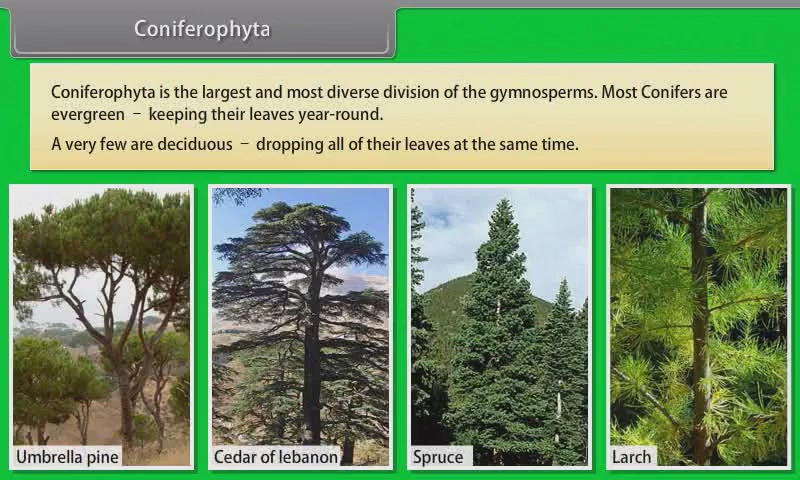 Coniferophyta
Coniferophyta is the largest and most diverse division of the gymnosperms. Most Conifers are
evergreen – keeping their leaves year-round.
A very few are deciduous – dropping all of their leaves at the same time.
Umbrella pine
Cedar of lebanon
Spruce
Larch